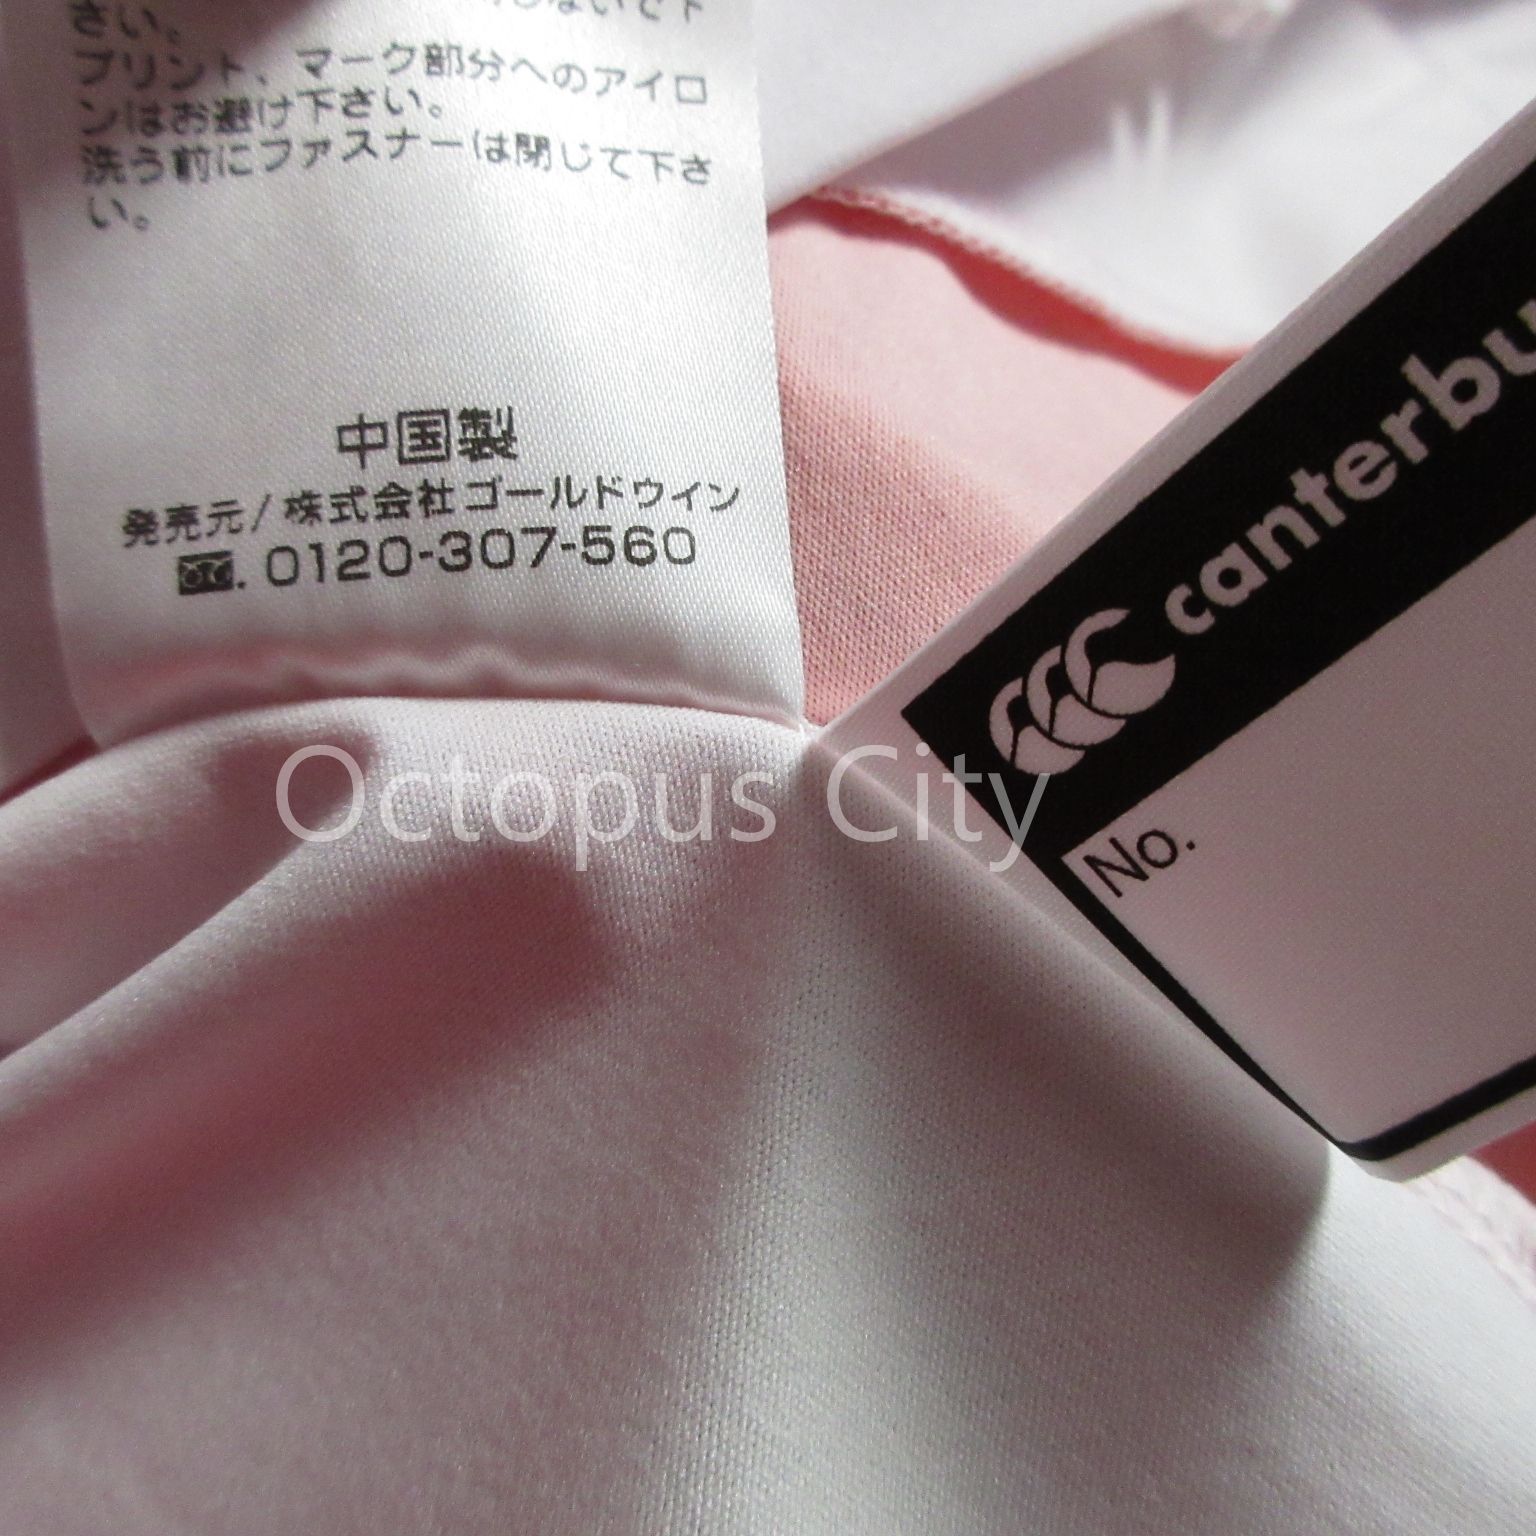 さい。
プリント、マーク部分へのアイロ
ンはお避け下さい。
洗う前にファスナーは閉じて下さ
い。
中国製
発売元/株式会社ゴールドウイン
0120-307-560
canterbu
No.
Octopus City